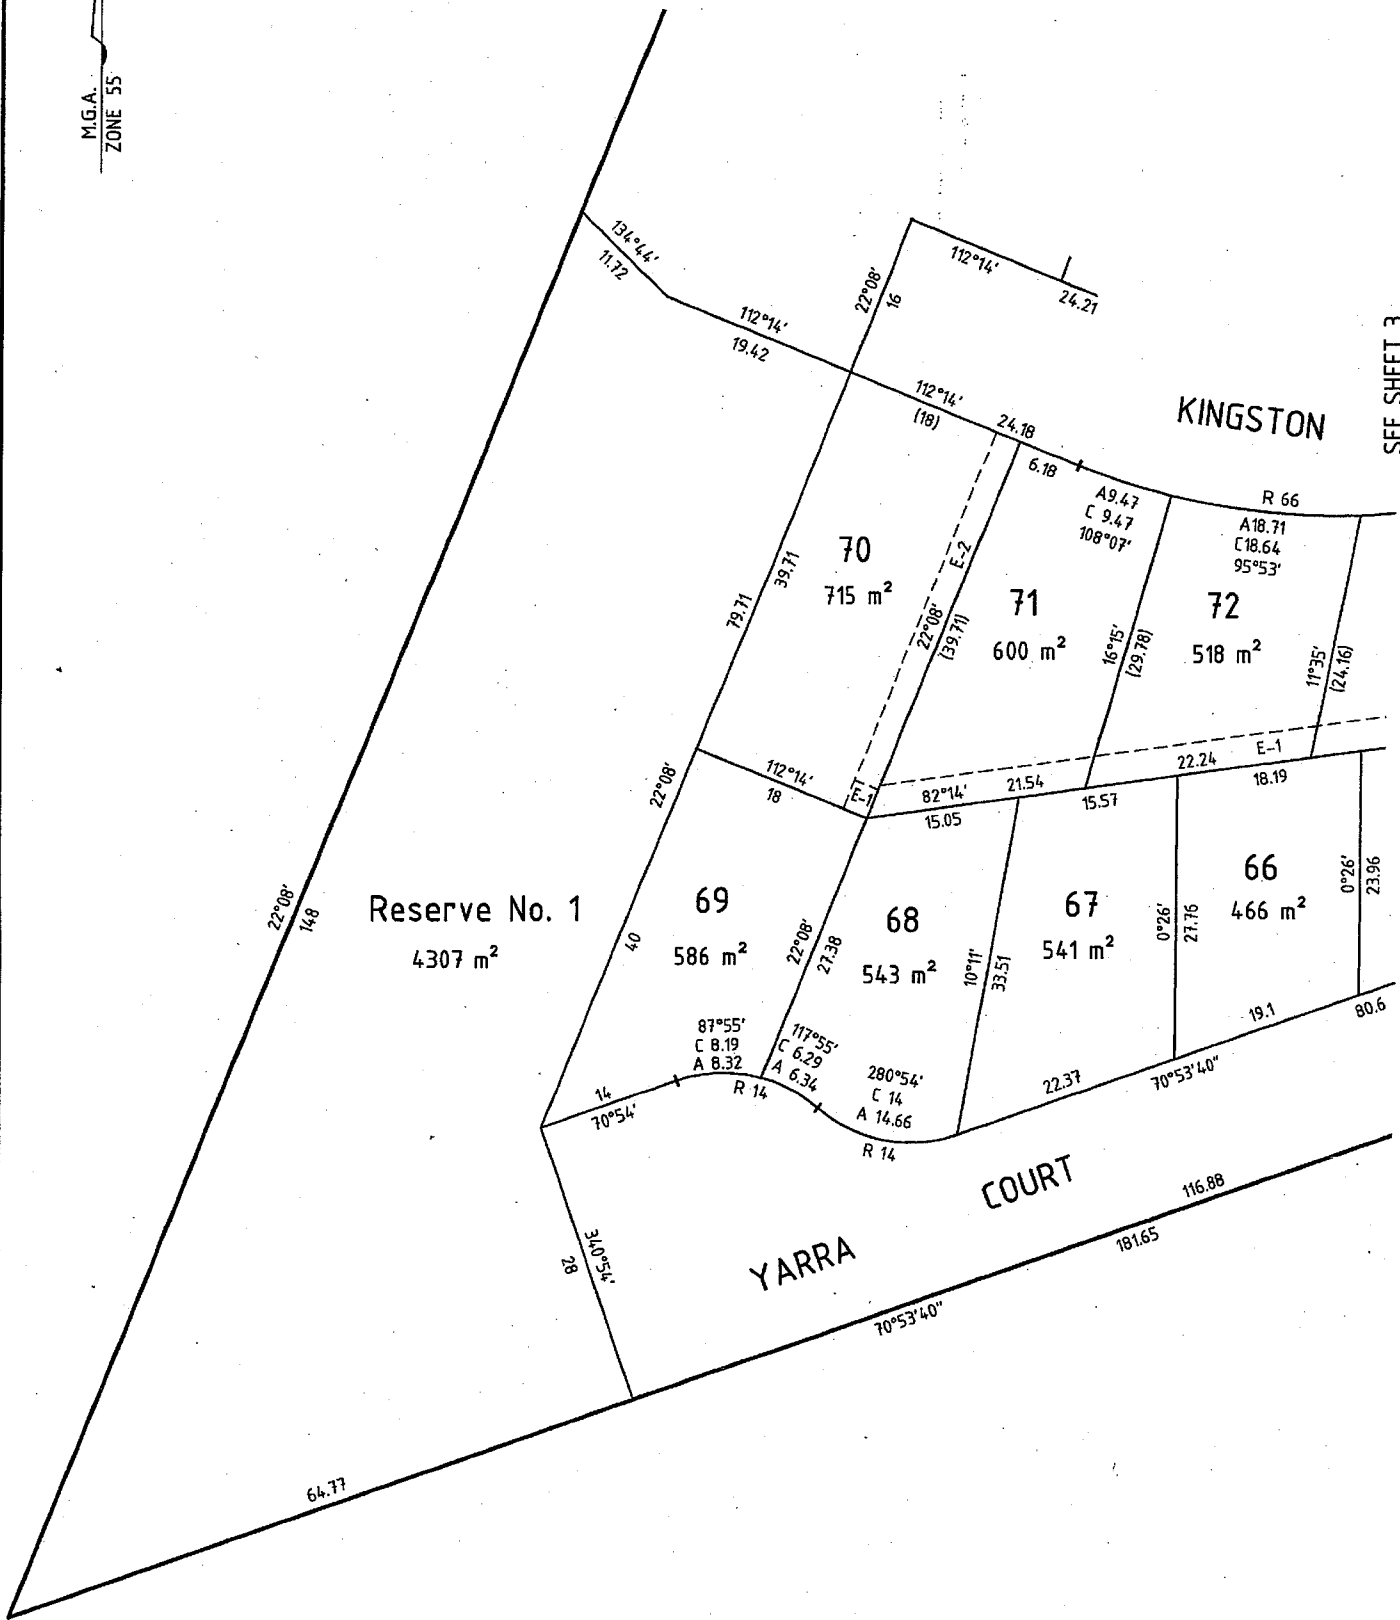 M.G.A.
ZONE 55
134°44'
11.72
112°14'
19.42
22°08'
16
112°14'
24.21
SEE SHEET 3
KINGSTON
112°14'
(18)
24.18
6.18
A9.47
C 9.47
108°07'
R 66
A18.71
C18.64
95°53'
70
715 m²
79.71
39.71
E-2
22°08'
(39.71)
71
600 m²
16°15'
(29.78)
72
518 m²
11°35'
(24.16)
112°14'
18
E-1
82°14'
21.54
15.05
15.57
22.24
E-1
18.19
22°08'
148
Reserve No. 1
4307 m²
22°08'
40
69
586 m²
22°08'
27.38
68
543 m²
10°11'
33.51
67
541 m²
0°26'
27.76
66
466 m²
0°26'
23.96
87°55'
C 8.19
A 8.32
R 14
117°55'
C 6.29
A 6.34
280°54'
C 14
A 14.66
R 14
14
70°54'
22.37
70°53'40"
19.1
80.6
340°54'
28
YARRA
COURT
116.88
181.65
70°53'40"
64.77